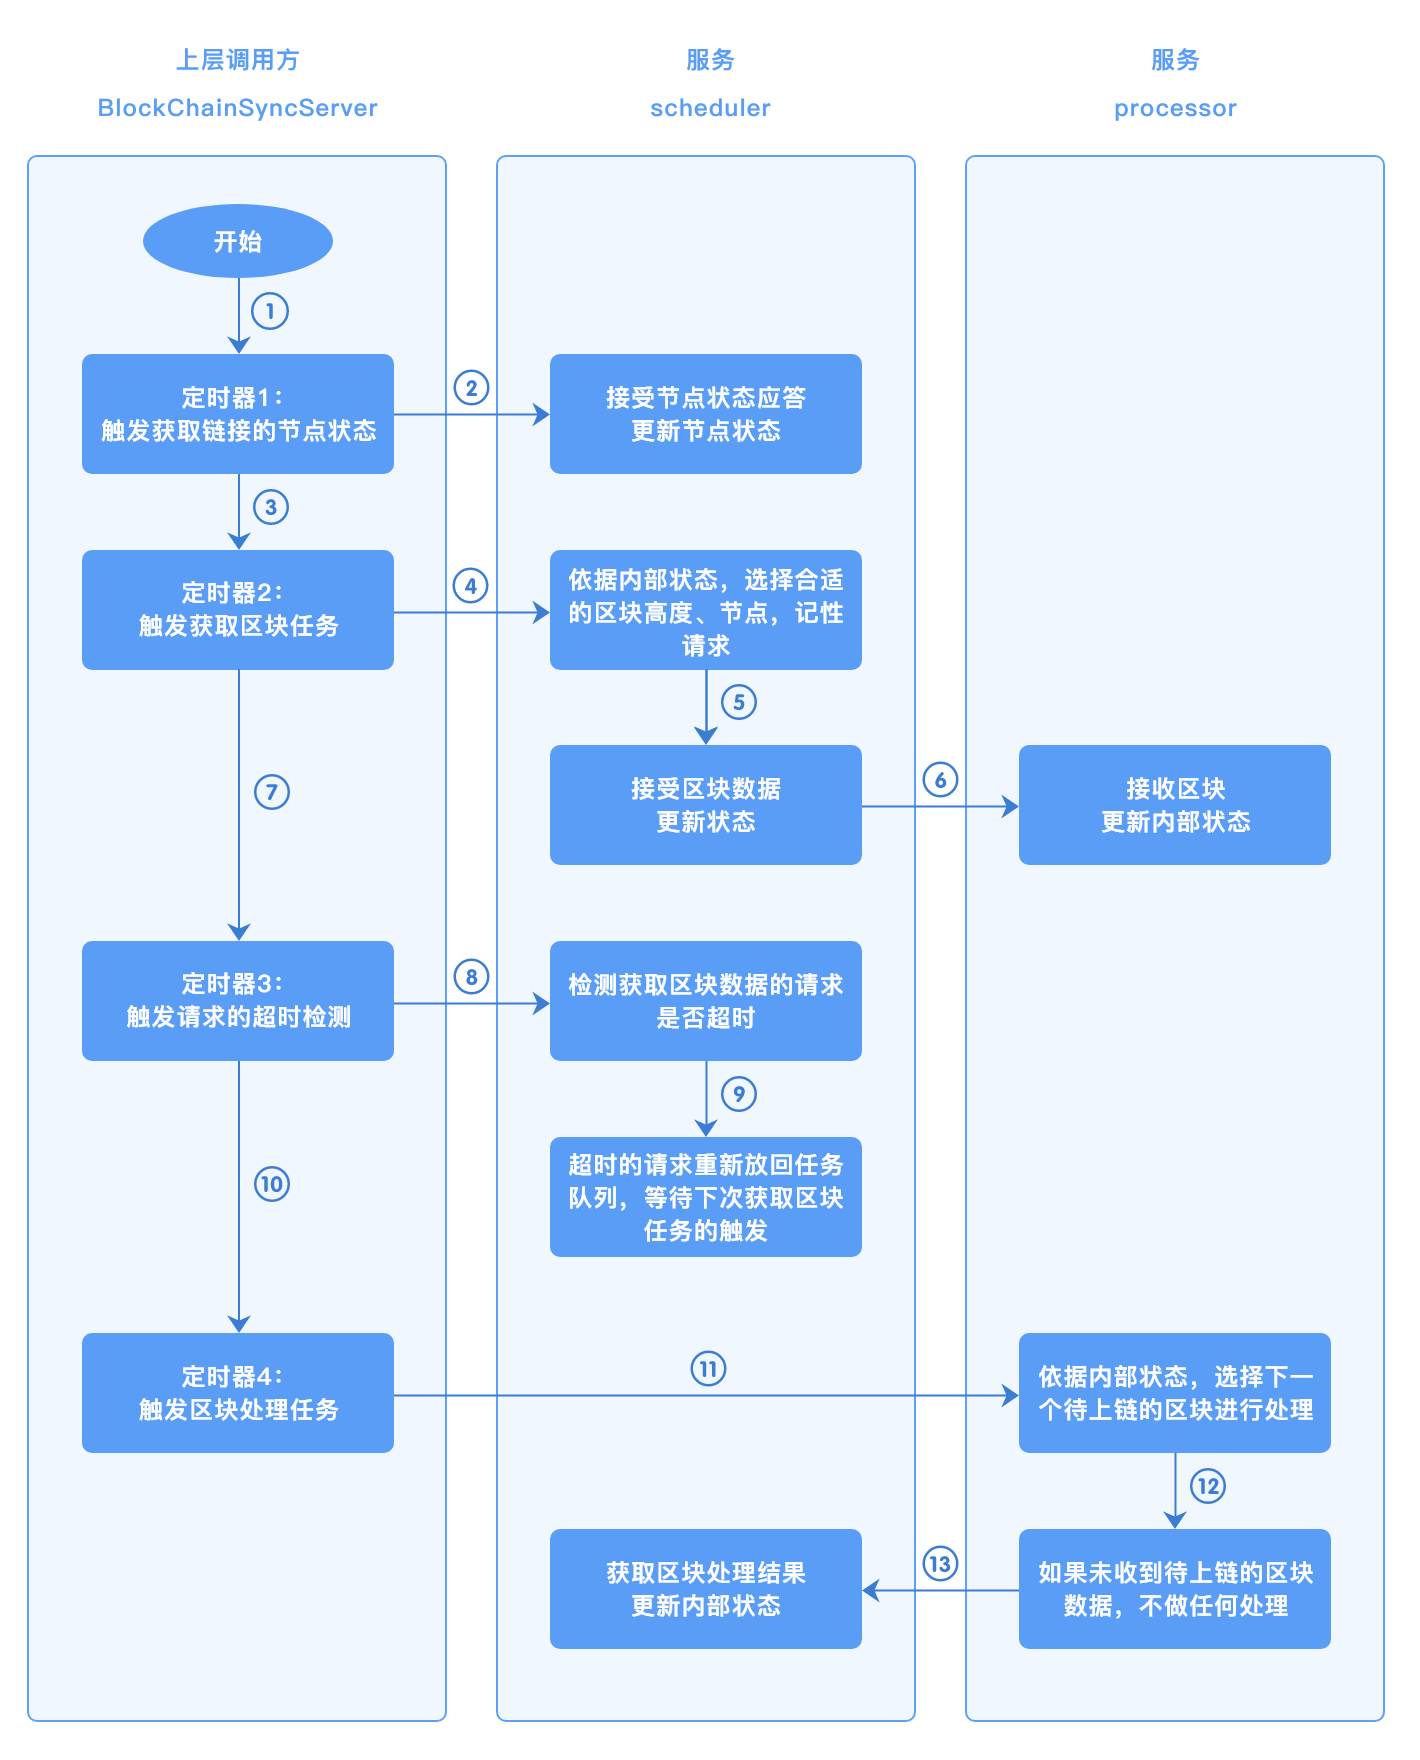 上层调用方
BlockChainSyncServer
服务
scheduler
服务
processor
开始
1
定时器1：
触发获取链接的节点状态
2
接受节点状态应答
更新节点状态
3
定时器2：
触发获取区块任务
4
依据内部状态，选择合适
的区块高度、节点，记性
请求
5
接受区块数据
更新状态
6
接收区块
更新内部状态
7
定时器3：
触发请求的超时检测
8
检测获取区块数据的请求
是否超时
9
超时的请求重新放回任务
队列，等待下次获取区块
任务的触发
10
定时器4：
触发区块处理任务
11
依据内部状态，选择下一
个待上链的区块进行处理
12
如果未收到待上链的区块
数据，不做任何处理
13
获取区块处理结果
更新内部状态